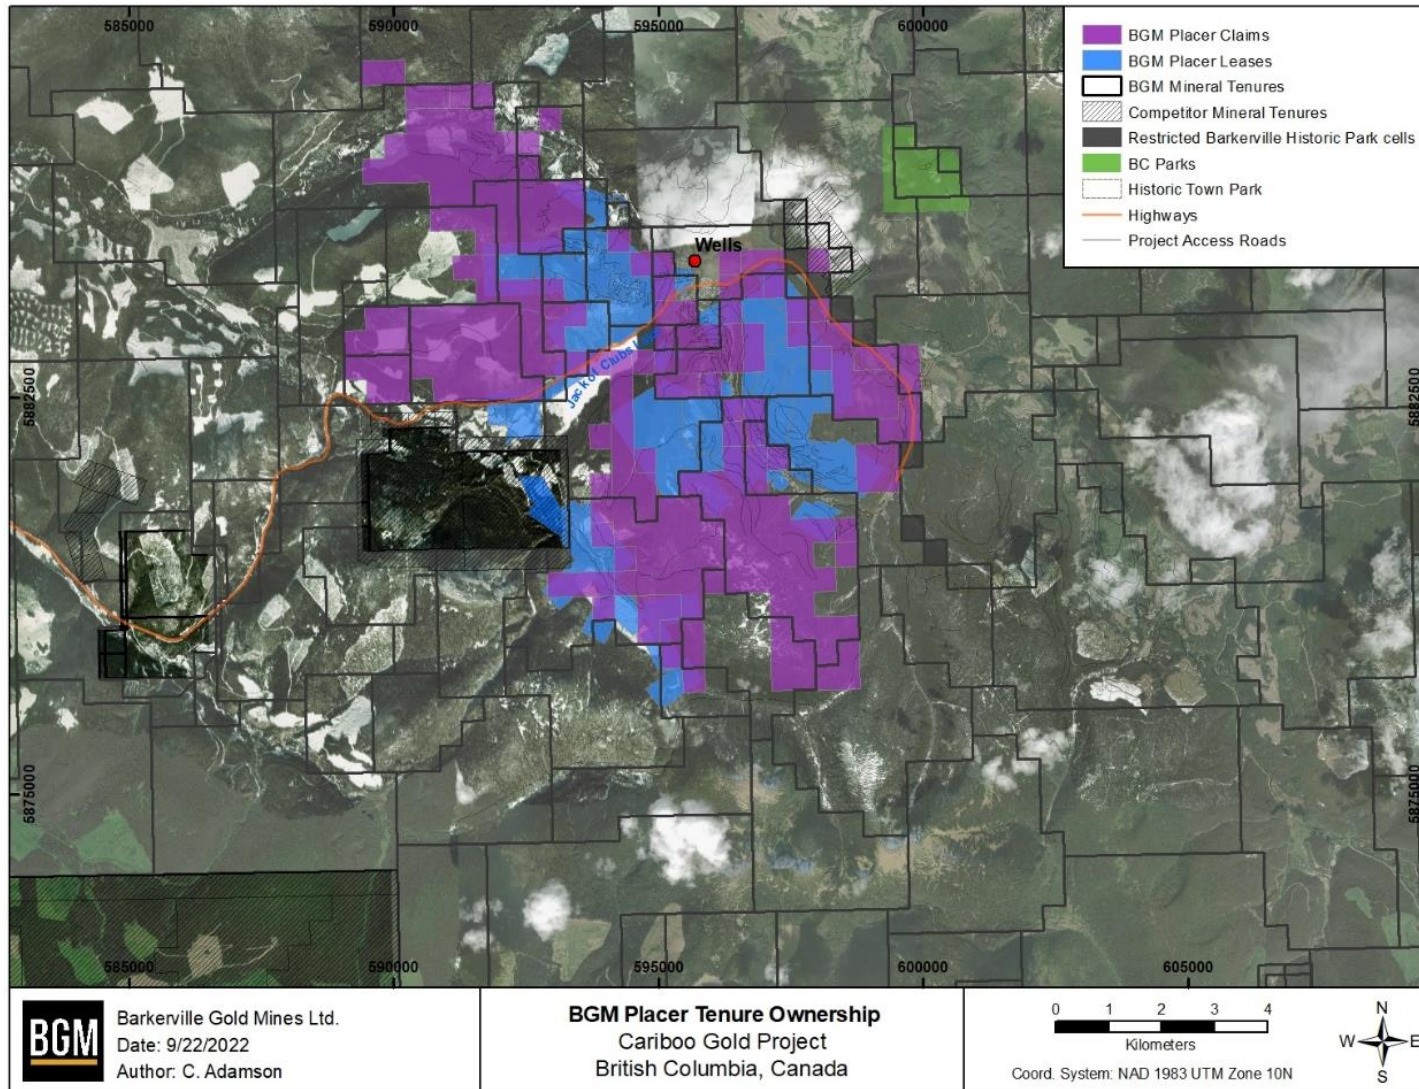 585000
590000
595000
600000
BGM Placer Claims
BGM Placer Leases
BGM Mineral Tenures
Competitor Mineral Tenures
Restricted Barkerville Historic Park cells
BC Parks
Historic Town Park
Highways
Project Access Roads
Wells
Jack of Clubs
5882500
5882500
5875000
5875000
585000
590000
595000
600000
605000
BGM
Barkerville Gold Mines Ltd.
Date: 9/22/2022
Author: C. Adamson
BGM Placer Tenure Ownership
Cariboo Gold Project
British Columbia, Canada
0 1 2 3 4
Kilometers
Coord. System: NAD 1983 UTM Zone 10N
N
W E
S